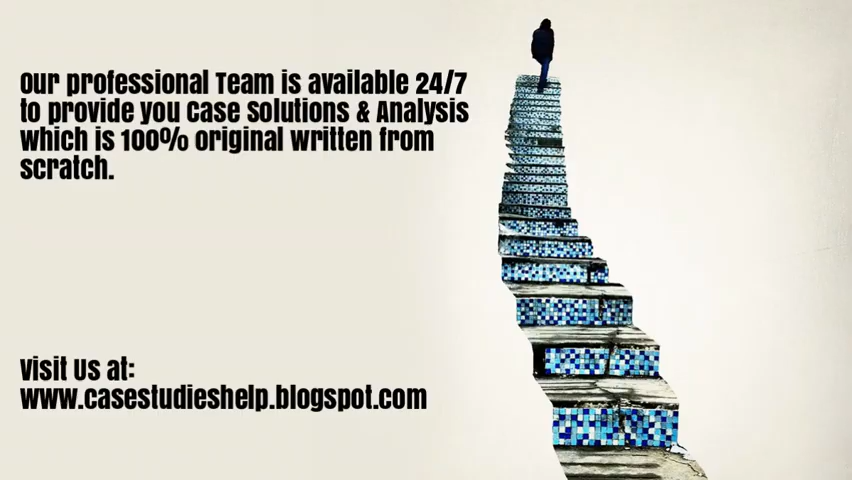 Our professional Team is available 24/7
to provide you Case Solutions & Analysis
which is 100% original written from
scratch.
Visit Us at:
www.casestudieshelp.blogspot.com